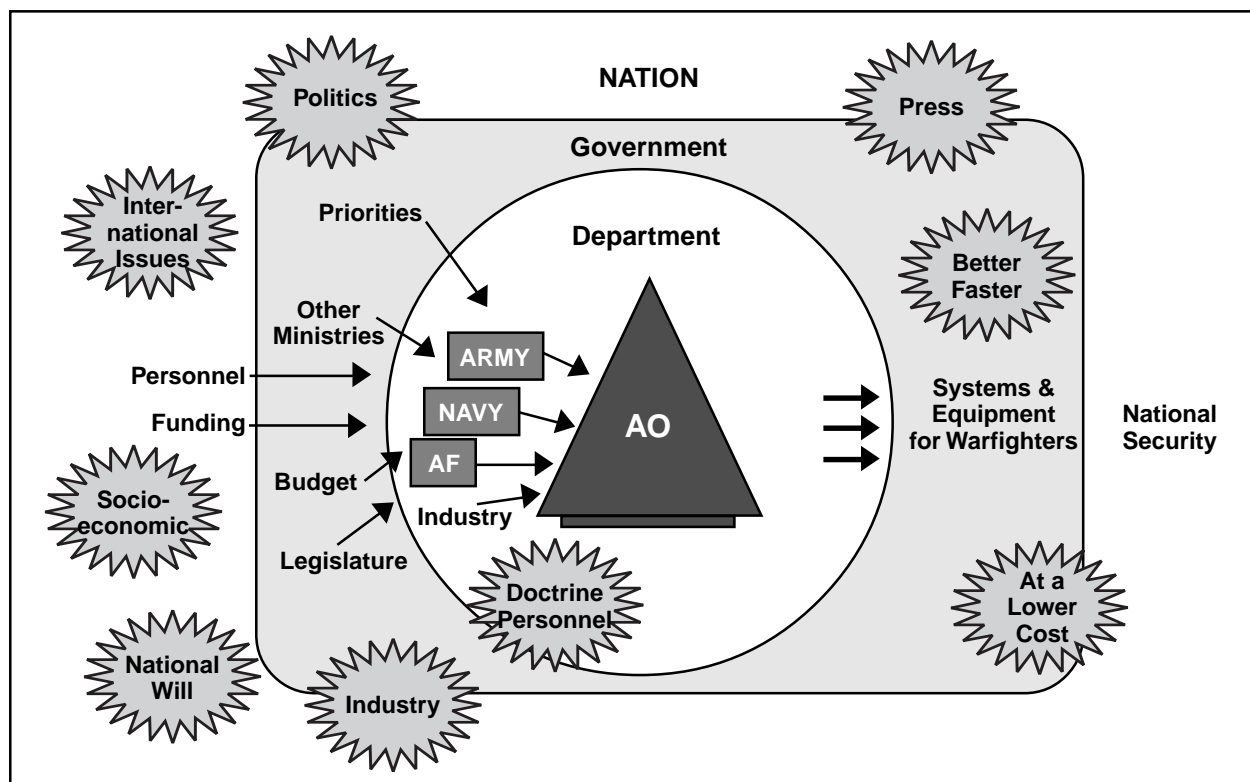 NATION
Politics
Press
Government
Inter-
national
Issues
Priorities
Department
Better
Faster
Other
Ministries
ARMY
Personnel
NAVY
AO
Systems &
Equipment
for Warfighters
National
Security
Funding
AF
Budget
Industry
Socio-
economic
Legislature
Doctrine
Personnel
At a
Lower
Cost
National
Will
Industry